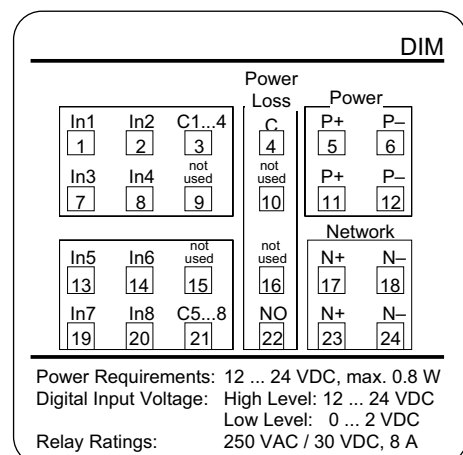 DIM
Power
Loss Power
In1 In2 C1...4 C P+ P–
1 2 3 4 5 6
In3 In4 not used not used P+ P–
7 8 9 10 11 12
Network
In5 In6 not used not used N+ N–
13 14 15 16 17 18
In7 In8 C5...8 NO N+ N–
19 20 21 22 23 24
Power Requirements: 12 ... 24 VDC, max. 0.8 W
Digital Input Voltage: High Level: 12 ... 24 VDC
Low Level: 0 ... 2 VDC
Relay Ratings: 250 VAC / 30 VDC, 8 A